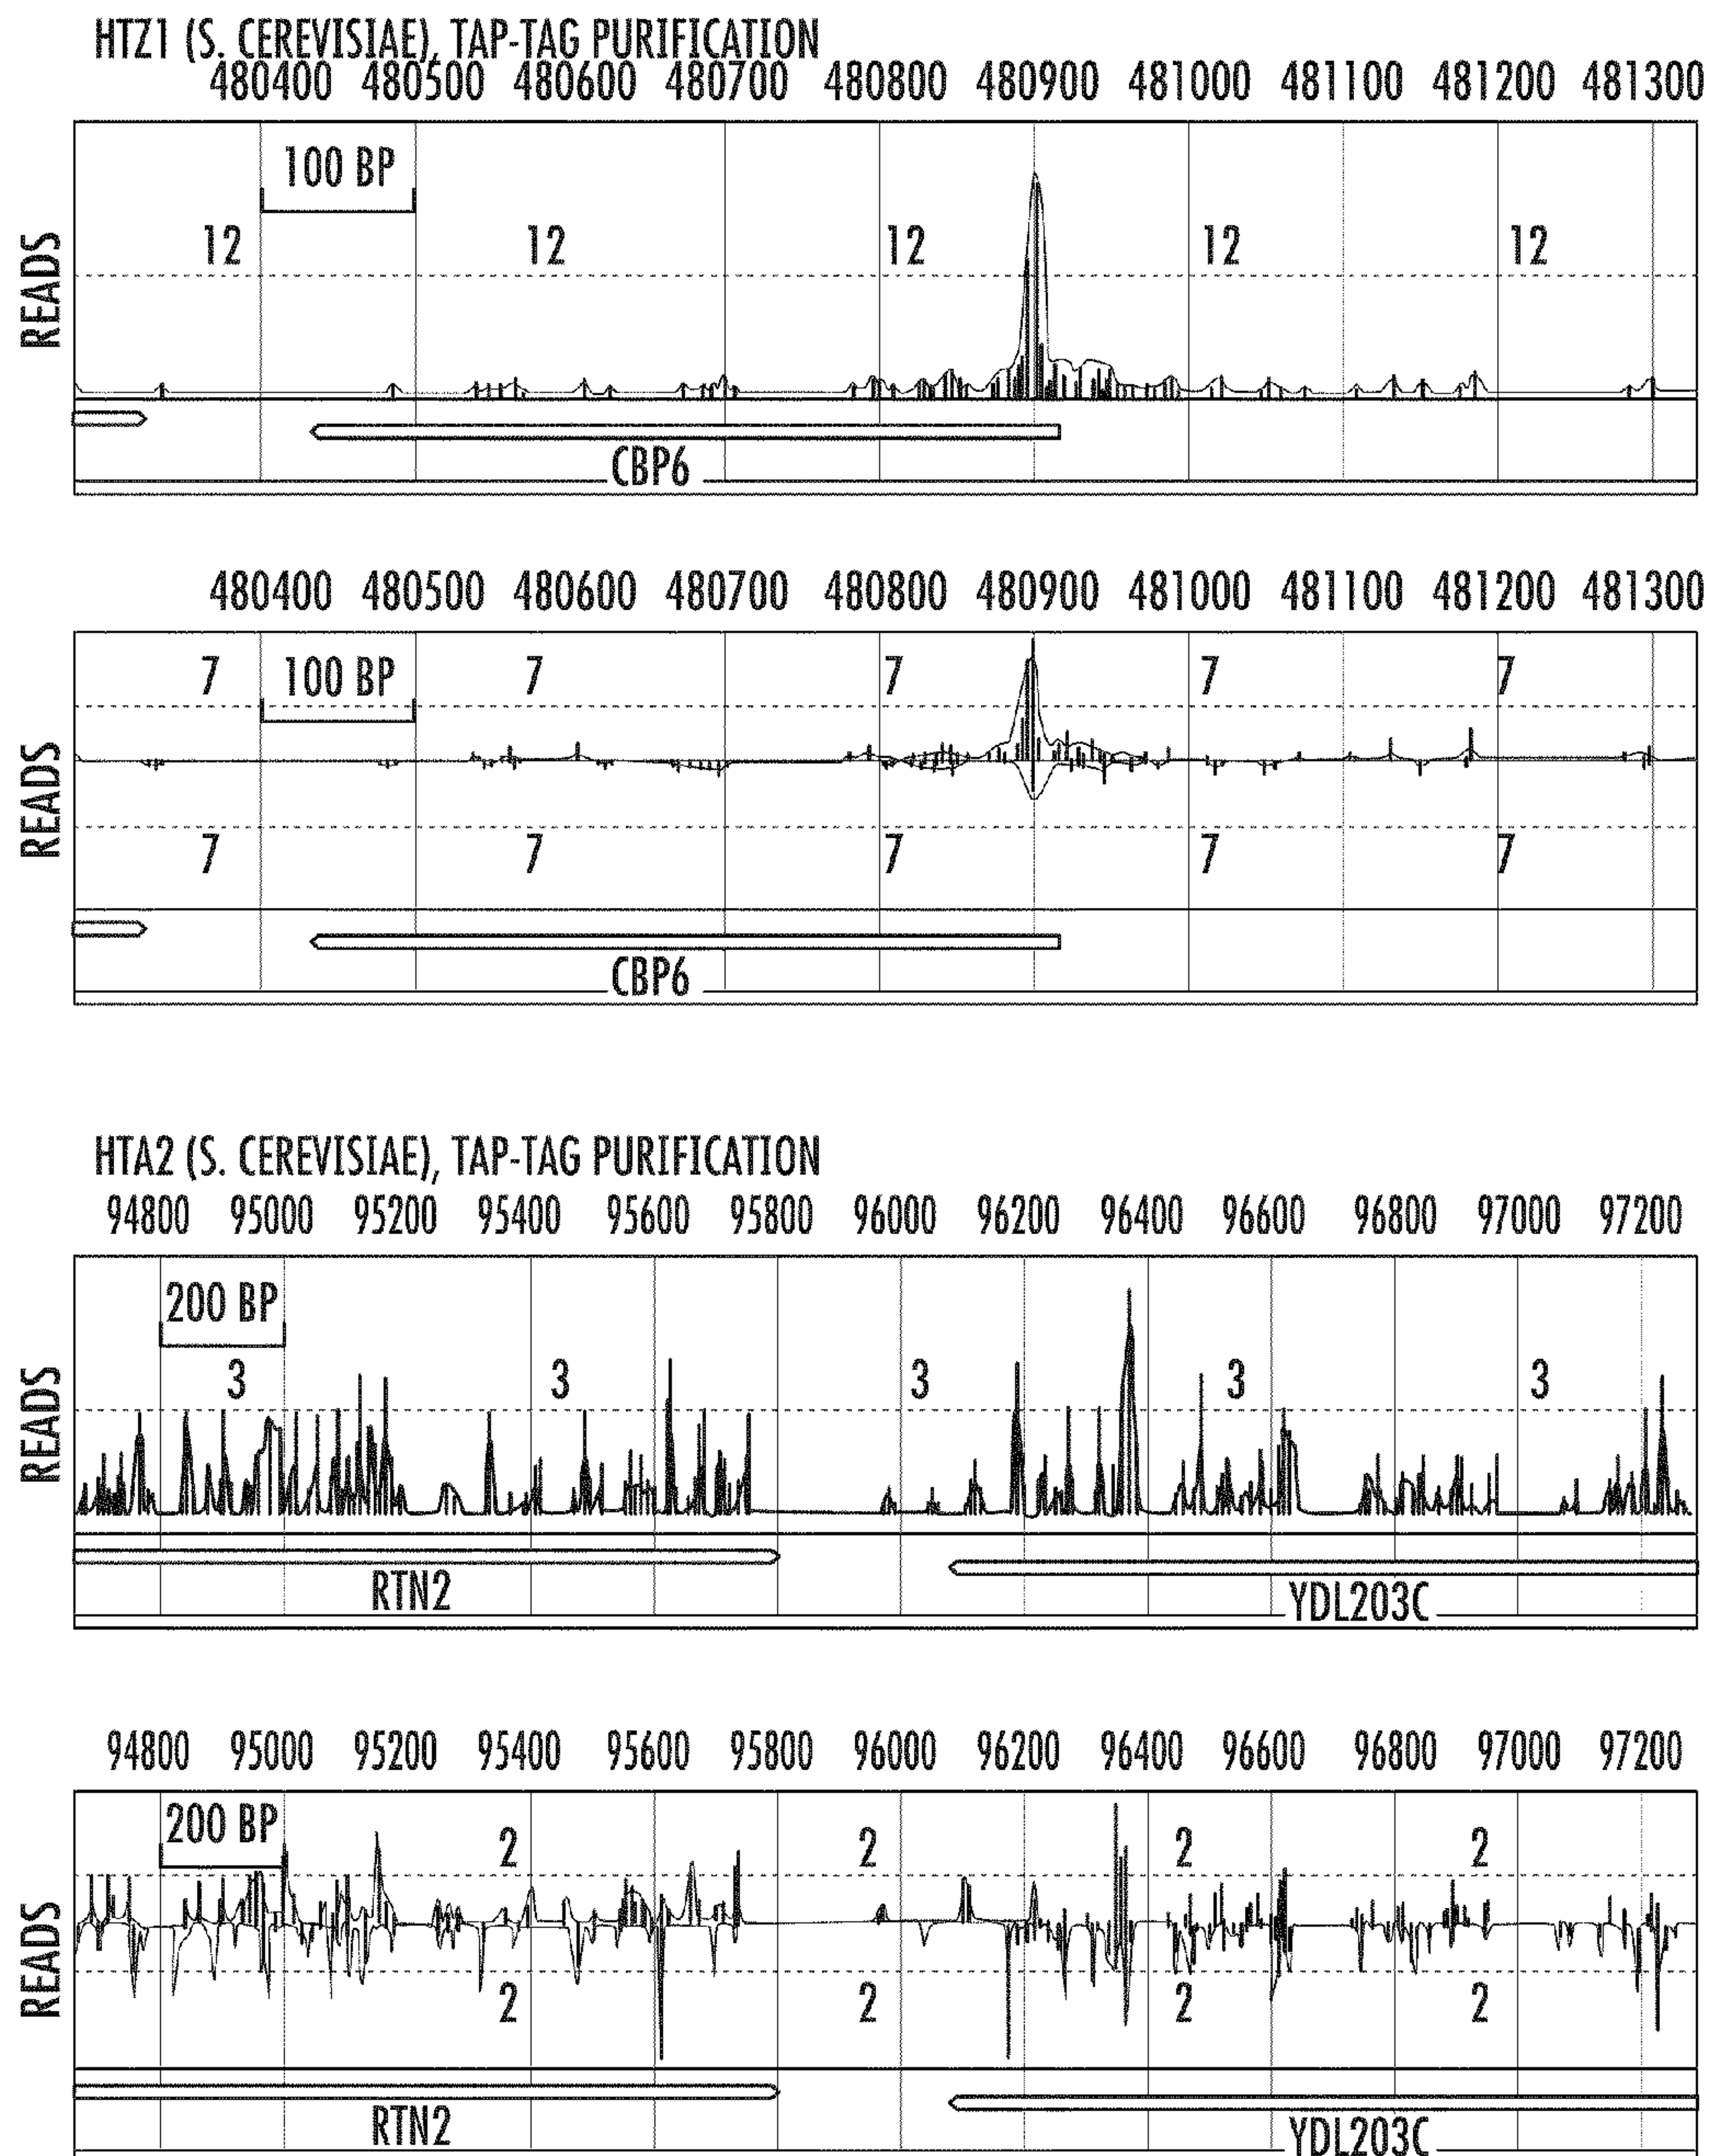 HTZ1 (S. CEREVISIAE), TAP-TAG PURIFICATION
480400 480500 480600 480700 480800 480900 481000 481100 481200 481300
100 BP
12 12 12 12 12
READS
CBP6
480400 480500 480600 480700 480800 480900 481000 481100 481200 481300
7 100 BP 7 7 7 7
READS
7 7 7 7 7
CBP6
HTA2 (S. CEREVISIAE), TAP-TAG PURIFICATION
94800 95000 95200 95400 95600 95800 96000 96200 96400 96600 96800 97000 97200
200 BP
3 3 3 3 3
READS
RTN2 YDL203C
94800 95000 95200 95400 95600 95800 96000 96200 96400 96600 96800 97000 97200
200 BP 2 2 2 2
READS
2 2 2 2
RTN2 YDL203C